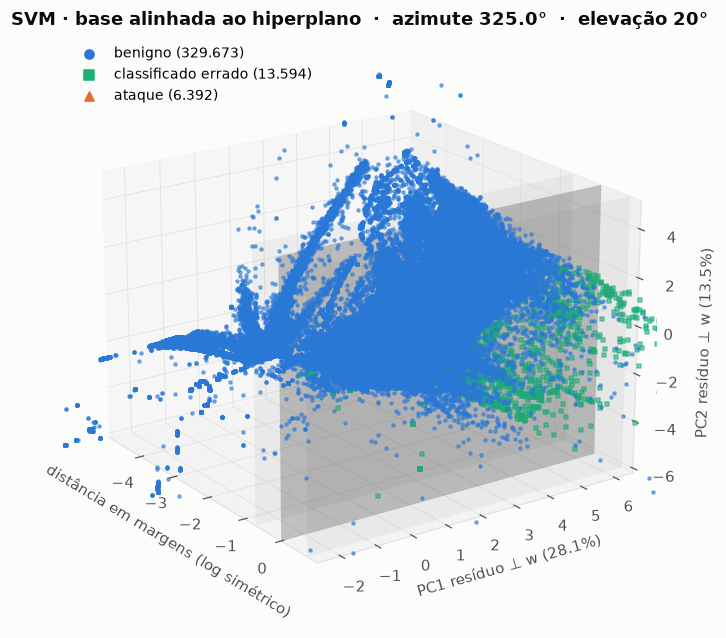 SVM · base alinhada ao hiperplano · azimute 325.0° · elevação 20°
benigno (329.673)
classificado errado (13.594)
ataque (6.392)
4
2
0
−2
−4
−6
PC2 resíduo ⊥ w (13.5%)
−4
−3
−2
−1
0
distância em margens (log simétrico)
−2
−1
0
1
2
3
4
5
6
PC1 resíduo ⊥ w (28.1%)